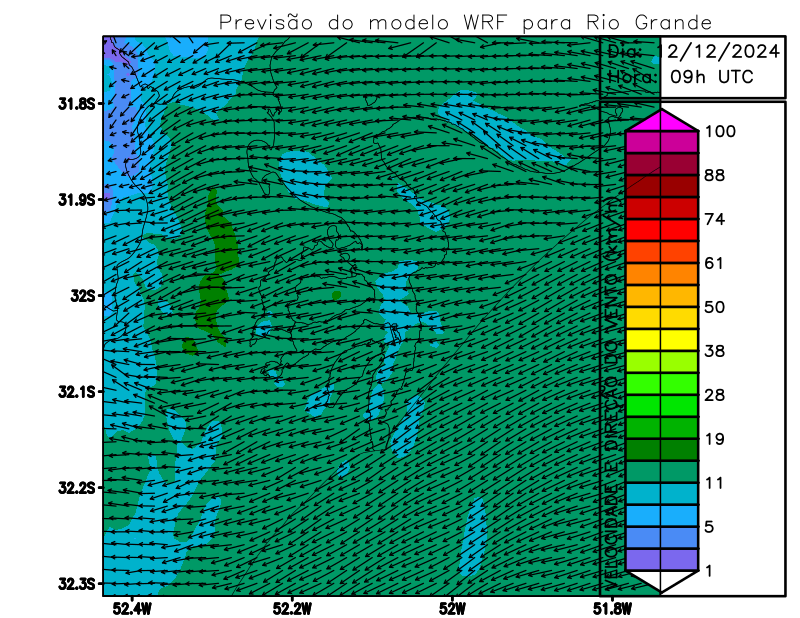 Previsão do modelo WRF para Rio Grande
Dia: 12/12/2024
Hora: 09h UTC
31.8S
31.9S
32S
32.1S
32.2S
32.3S
52.4W
52.2W
52W
51.8W
VELOCIDADE E DIREÇÃO DO VENTO (km/h)
100
88
74
61
50
38
28
19
11
5
1